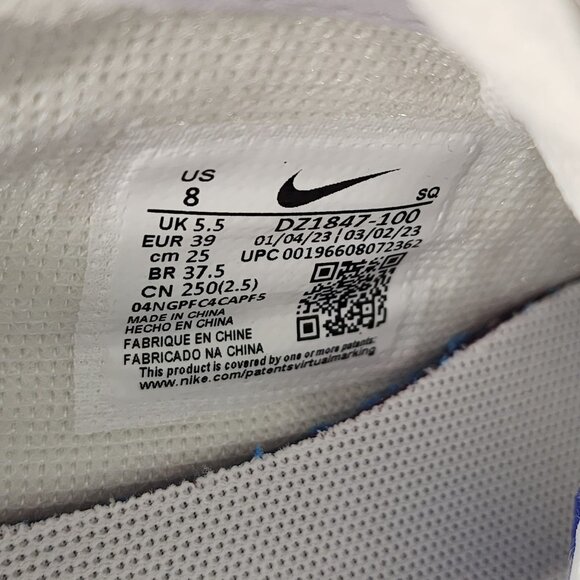 US
8
SQ
UK 5.5
DZ1847-100
EUR 39
01/04/23 | 03/02/23
cm 25
UPC 00196608072362
BR 37.5
CN 250(2.5)
04NGPFC4CAPF5
MADE IN CHINA
HECHO EN CHINA
FABRIQUE EN CHINE
FABRICADO NA CHINA
This product is covered by one or more patents:
www.nike.com/patentsvirtualmarking